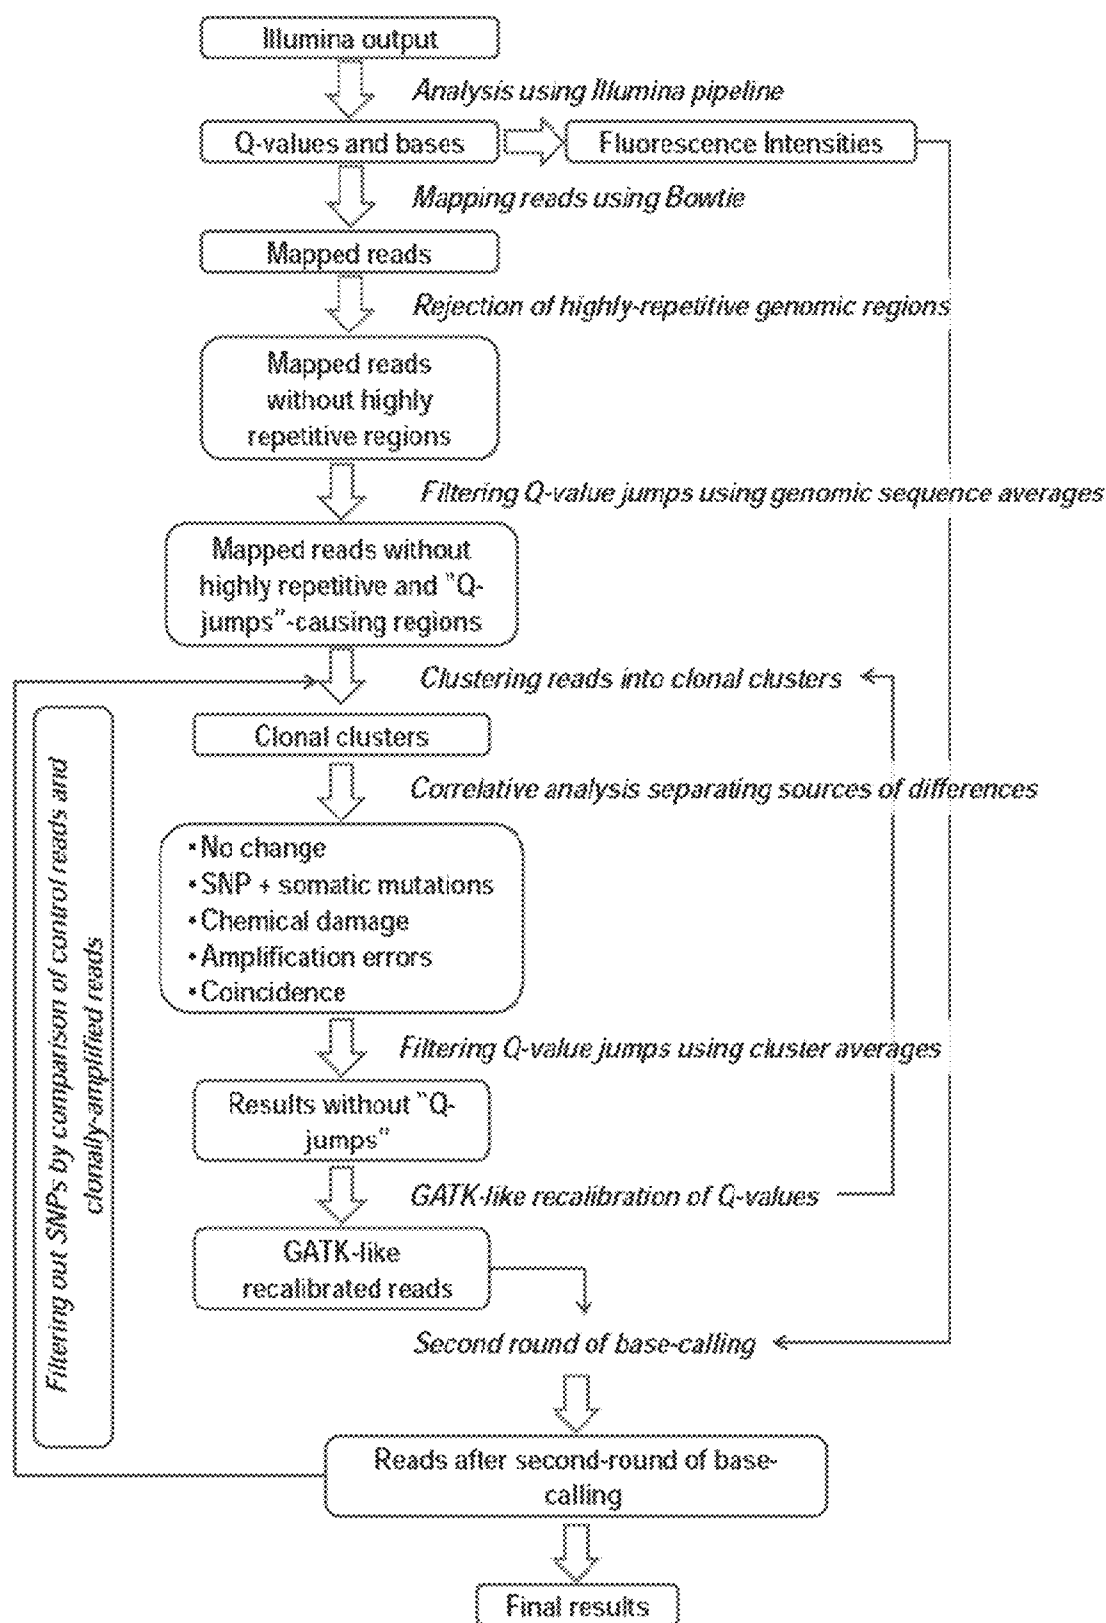 Illumina output
Analysis using Illumina pipeline
Q-values and bases
Fluorescence Intensities
Mapping reads using Bowtie
Mapped reads
Rejection of highly-repetitive genomic regions
Mapped reads
without highly
repetitive regions
Filtering Q-value jumps using genomic sequence averages
Mapped reads without
highly repetitive and "Q-
jumps"-causing regions
Clustering reads into clonal clusters
Clonal clusters
Correlative analysis separating sources of differences
• No change
• SNP + somatic mutations
• Chemical damage
• Amplification errors
• Coincidence
Filtering Q-value jumps using cluster averages
Results without "Q-
jumps"
GATK-like recalibration of Q-values
GATK-like
recalibrated reads
Second round of base-calling
Reads after second-round of base-
calling
Final results
Filtering out SNPs by comparison of control reads and
clonally-amplified reads